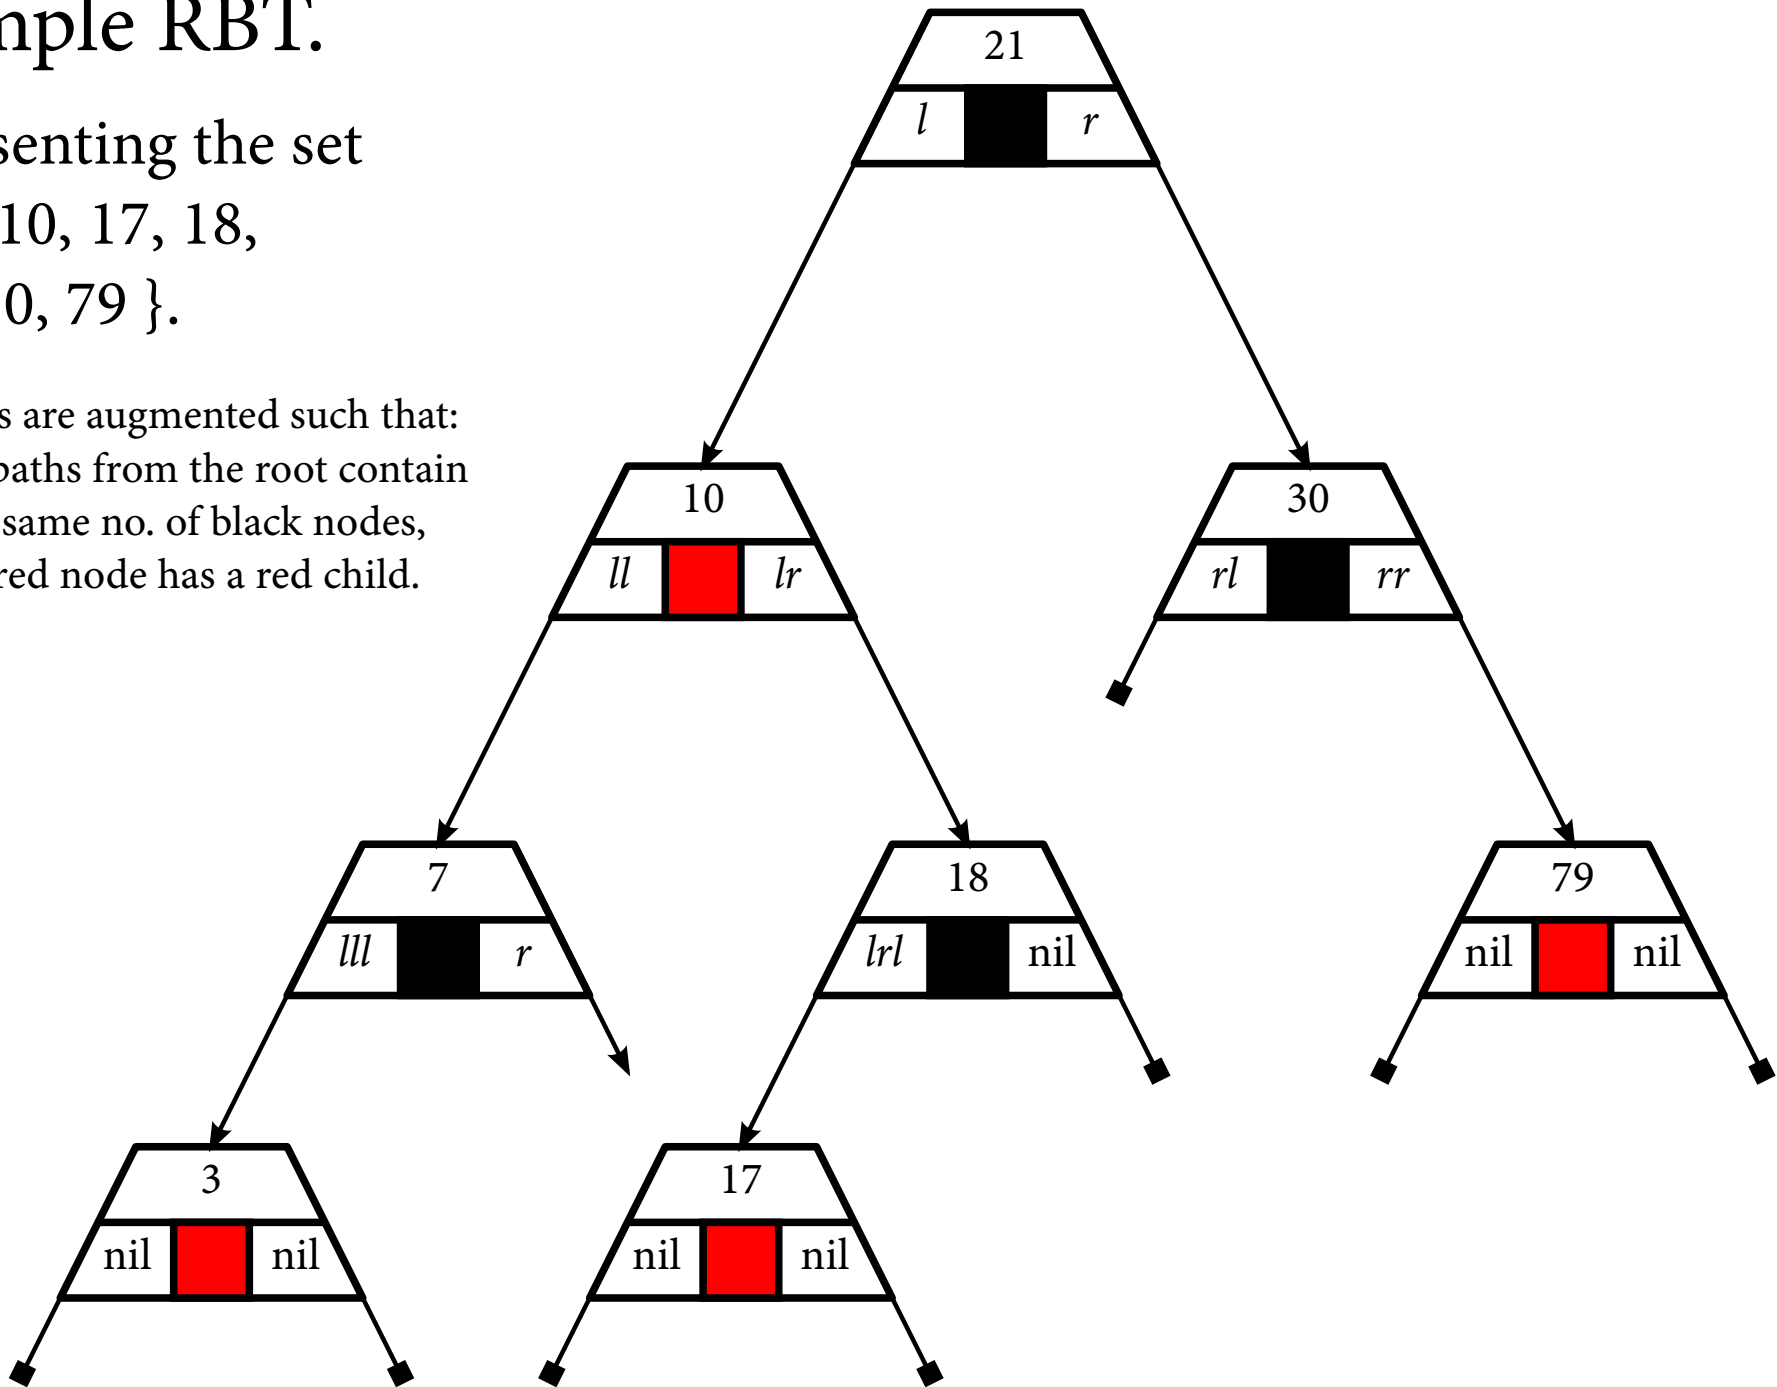 mple RBT.
senting the set
10, 17, 18,
0, 79 }.
s are augmented such that:
paths from the root contain
same no. of black nodes,
red node has a red child.
21
l r
10
ll lr
30
rl rr
7
lll r
18
lrl nil
79
nil nil
3
nil nil
17
nil nil